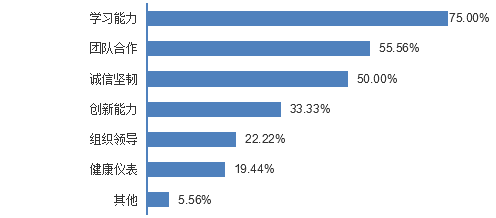 学习能力 75.00%
团队合作 55.56%
诚信坚韧 50.00%
创新能力 33.33%
组织领导 22.22%
健康仪表 19.44%
其他 5.56%